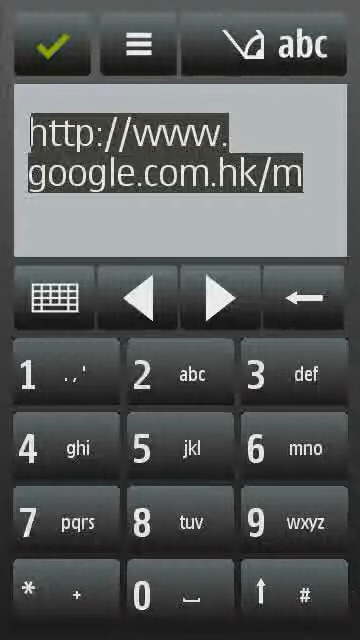 abc
http://www.
google.com.hk/m
1 .,' 2 abc 3 def
4 ghi 5 jkl 6 mno
7 pqrs 8 tuv 9 wxyz
* + 0 #